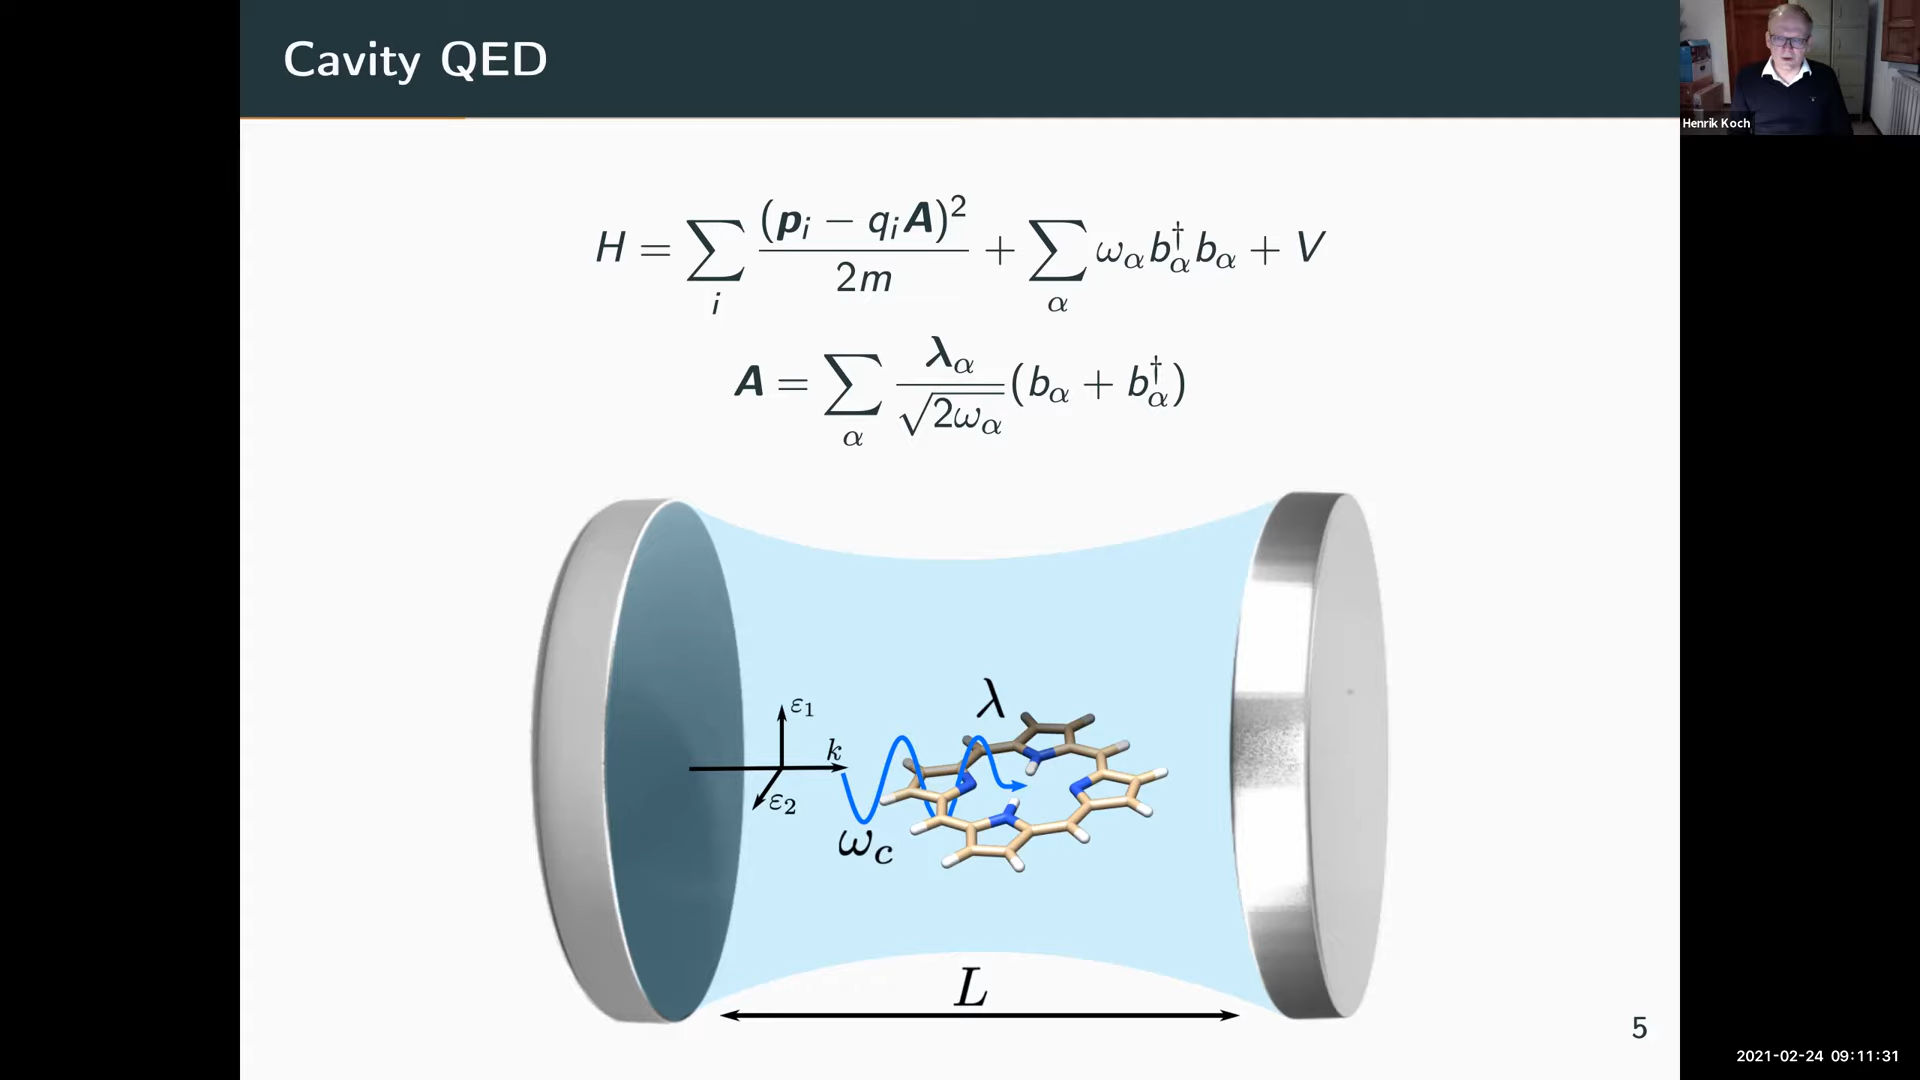 Cavity QED
Henrik Koch
H = ∑_i (p_i − q_i A)² / 2m + ∑_α ω_α b_α† b_α + V
A = ∑_α λ_α / √(2ω_α) (b_α + b_α†)
λ
ε₁
k
ε₂
ω_c
L
5
2021-02-24 09:11:31